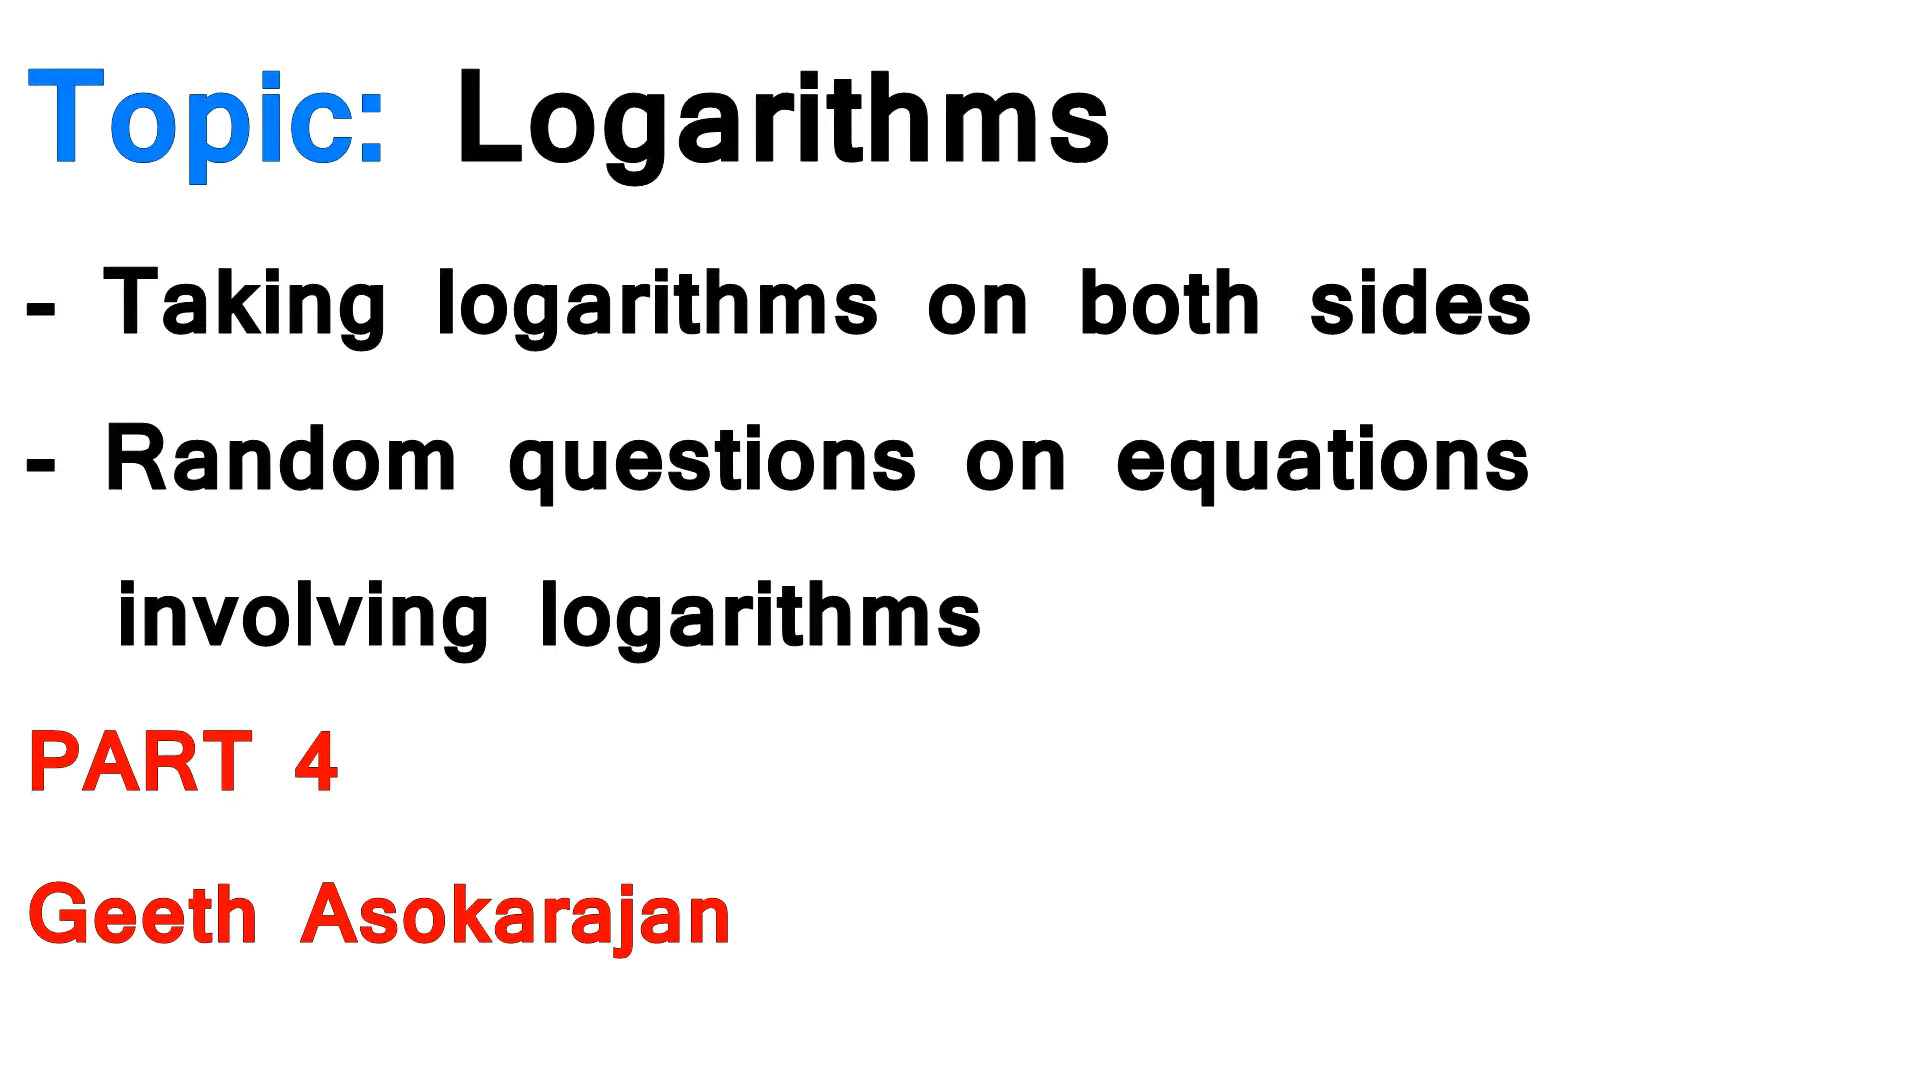 Topic: Logarithms
- Taking logarithms on both sides
- Random questions on equations
involving logarithms
PART 4
Geeth Asokarajan